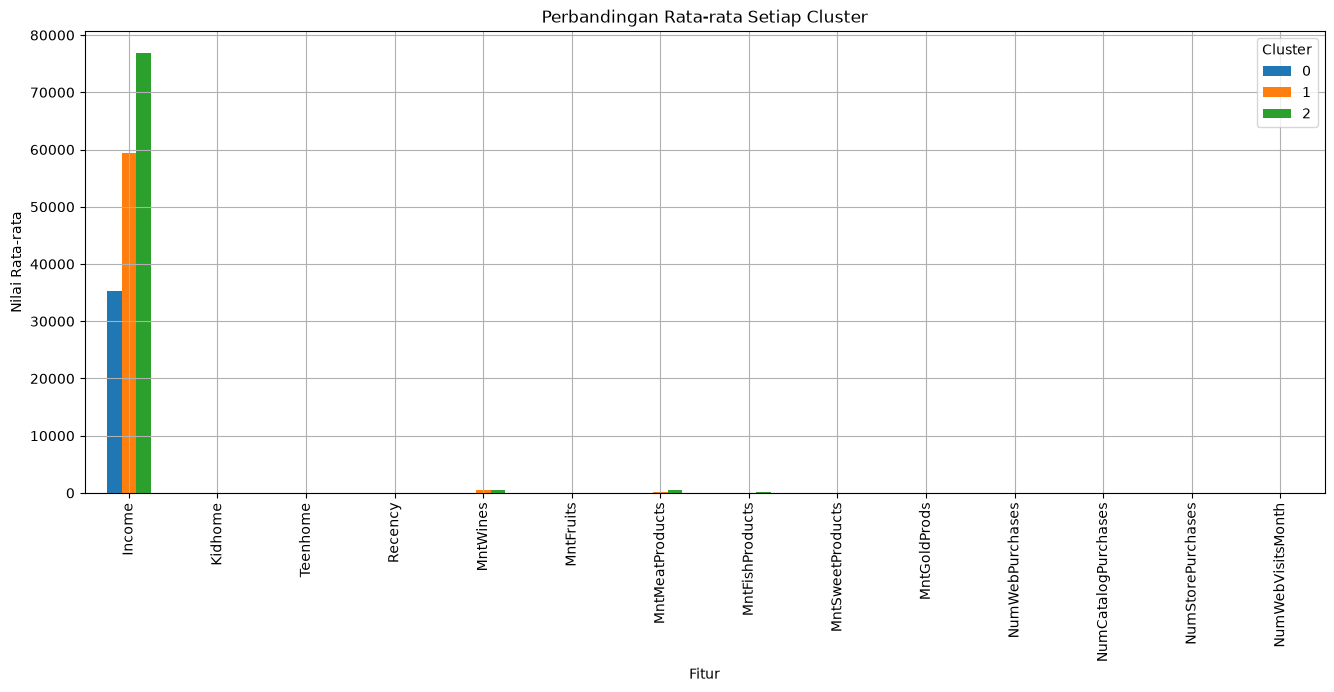 Perbandingan Rata-rata Setiap Cluster
Cluster
0
1
2
Nilai Rata-rata
80000
70000
60000
50000
40000
30000
20000
10000
0
Income
Kidhome
Teenhome
Recency
MntWines
MntFruits
MntMeatProducts
MntFishProducts
MntSweetProducts
MntGoldProds
NumWebPurchases
NumCatalogPurchases
NumStorePurchases
NumWebVisitsMonth
Fitur